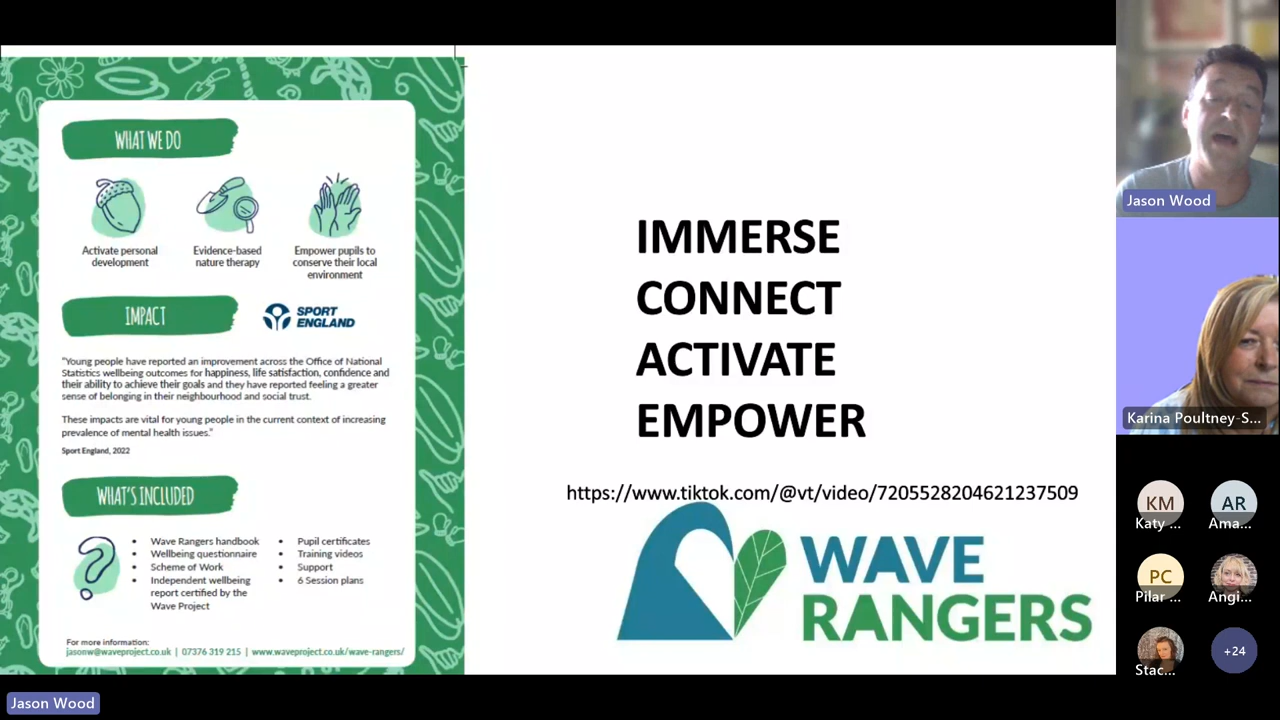 WHAT WE DO
Activate personal
development
Evidence-based
nature therapy
Empower pupils to
conserve their local
environment
IMPACT
SPORT
ENGLAND
"Young people have reported an improvement across the Office of National
Statistics wellbeing outcomes for happiness, life satisfaction, confidence and
their ability to achieve their goals and they have reported feeling a greater
sense of belonging in their neighbourhood and social trust.
These impacts are vital for young people in the current context of increasing
prevalence of mental health issues."
Sport England, 2022
WHAT'S INCLUDED
• Wave Rangers handbook
• Wellbeing questionnaire
• Scheme of Work
• Independent wellbeing
report certified by the
Wave Project
• Pupil certificates
• Training videos
• Support
• 6 Session plans
For more information:
jasonw@waveproject.co.uk | 07376 319 215 | www.waveproject.co.uk/wave-rangers/
IMMERSE
CONNECT
ACTIVATE
EMPOWER
https://www.tiktok.com/@vt/video/7205528204621237509
WAVE
RANGERS
Jason Wood
Karina Poultney-S...
KM
Katy ...
AR
Ama...
PC
Pilar ...
Angi...
Stac...
+24
Jason Wood